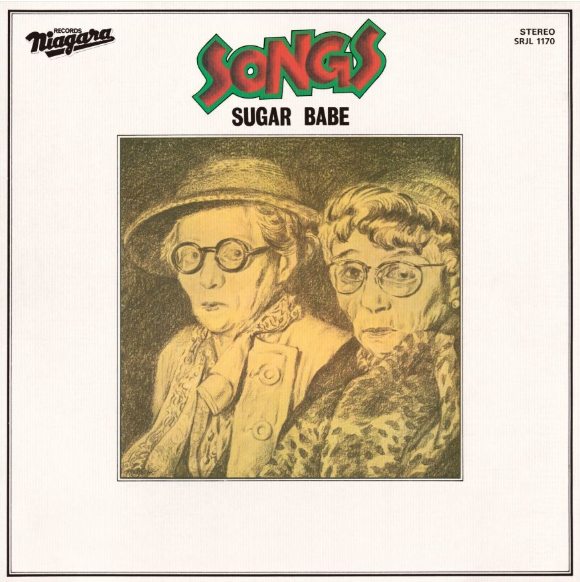 RECORDS
Niagara
STEREO
SRJL 1170
SONGS
SUGAR BABE